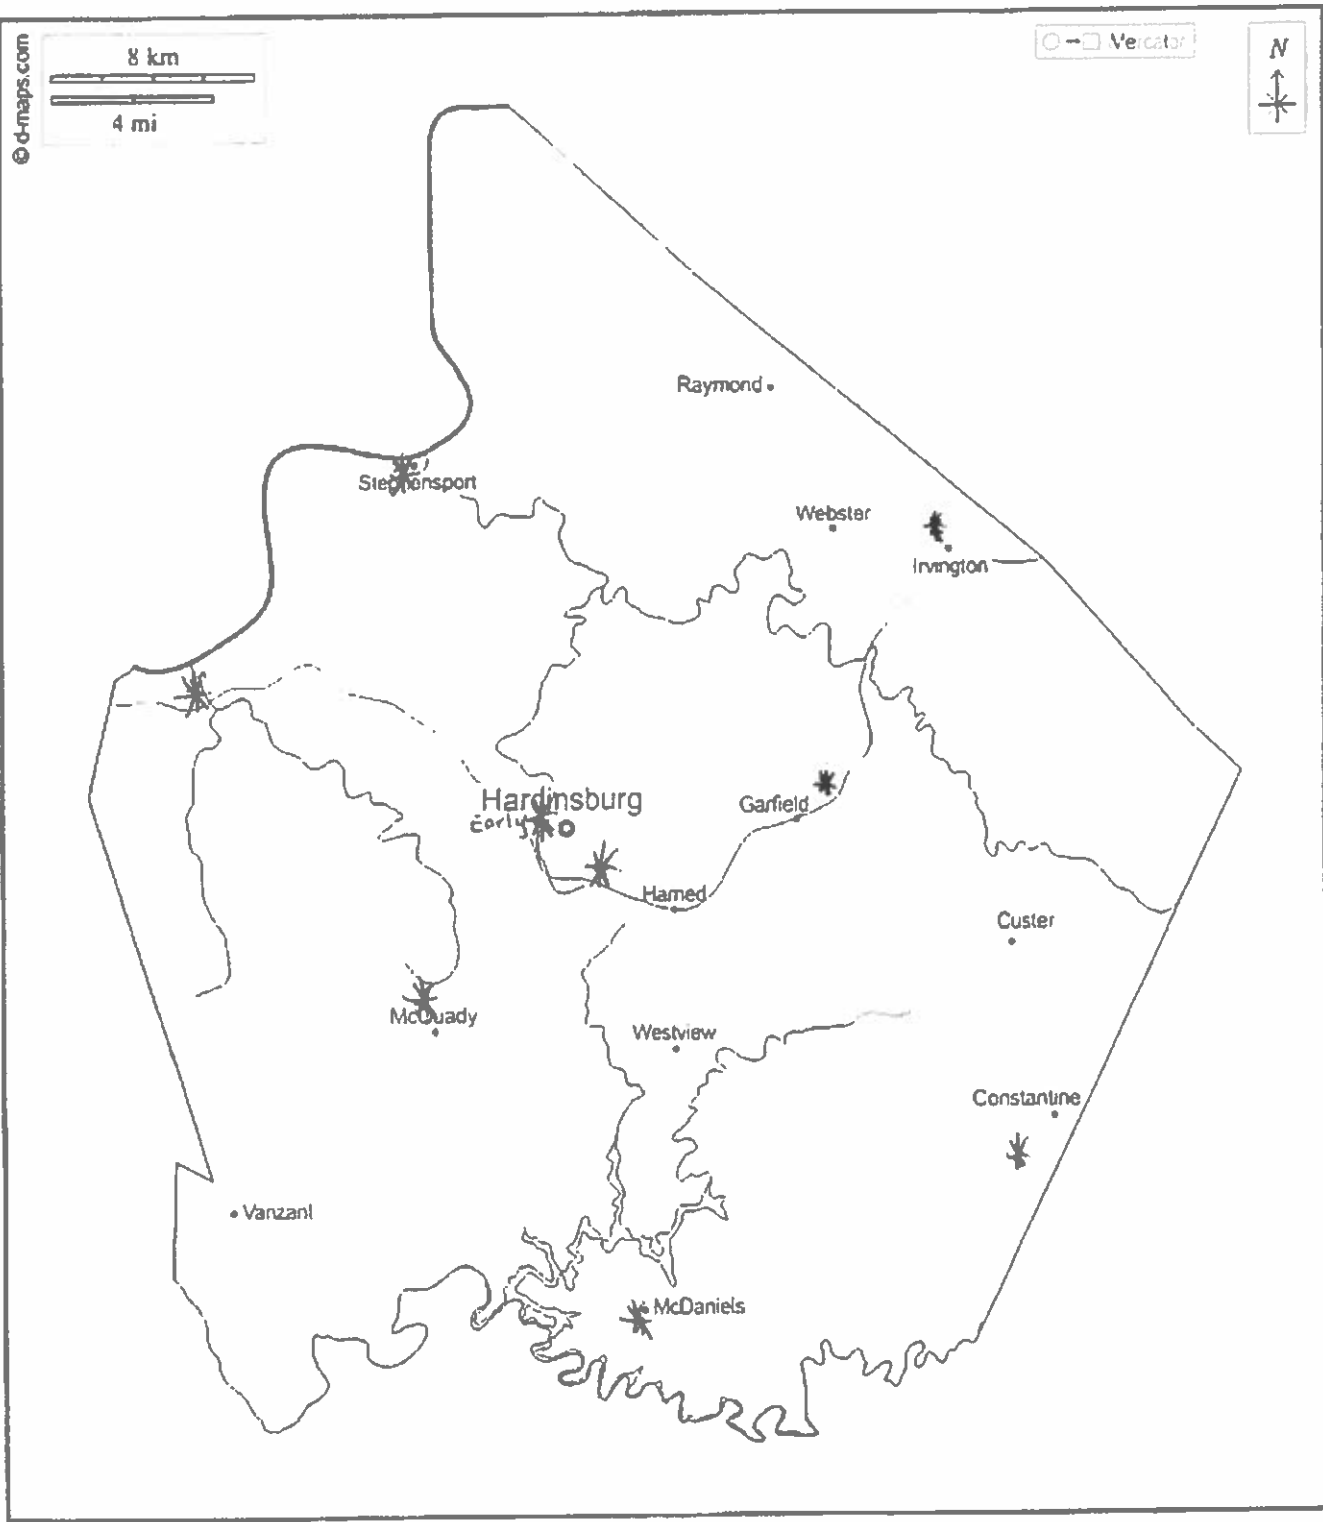 © d-maps.com
8 km
4 mi
Mercator
N
Raymond
Stephensport
Webster
Irvington
Hardinsburg
Early
Garfield
Harned
Custer
McQuady
Westview
Constantine
Vanzant
McDaniels